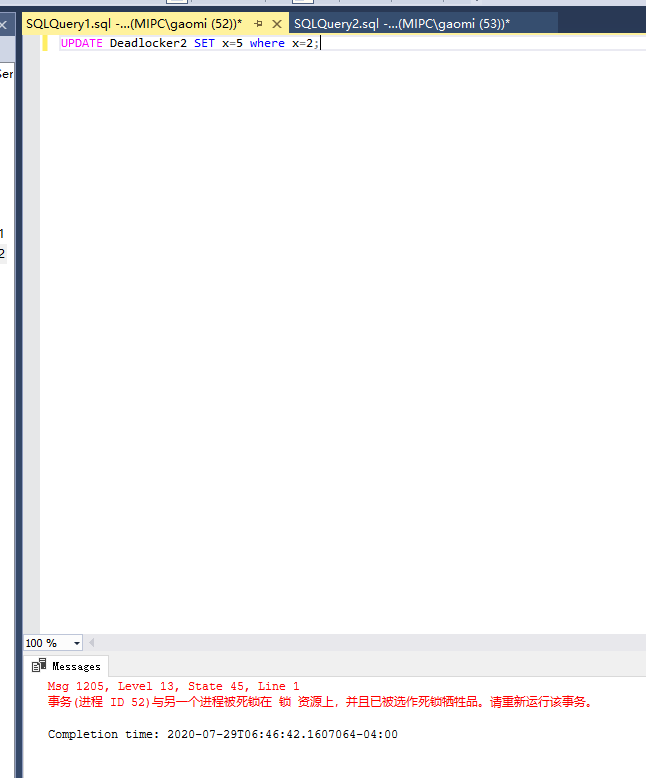 SQLQuery1.sql -...(MIPC\gaomi (52))* SQLQuery2.sql -...(MIPC\gaomi (53))*
UPDATE Deadlocker2 SET x=5 where x=2;
Ser
1
2
100 %
Messages
Msg 1205, Level 13, State 45, Line 1
事务(进程 ID 52)与另一个进程被死锁在 锁 资源上，并且已被选作死锁牺牲品。请重新运行该事务。
Completion time: 2020-07-29T06:46:42.1607064-04:00